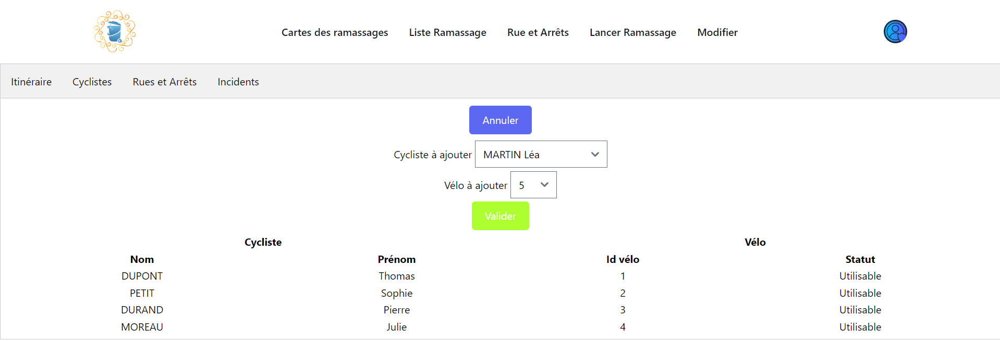 Cartes des ramassages Liste Ramassage Rue et Arrêts Lancer Ramassage Modifier
Itinéraire Cyclistes Rues et Arrêts Incidents
Annuler
Cycliste à ajouter MARTIN Léa
Vélo à ajouter 5
Valider
Cycliste Vélo
Nom Prénom Id vélo Statut
DUPONT Thomas 1 Utilisable
PETIT Sophie 2 Utilisable
DURAND Pierre 3 Utilisable
MOREAU Julie 4 Utilisable